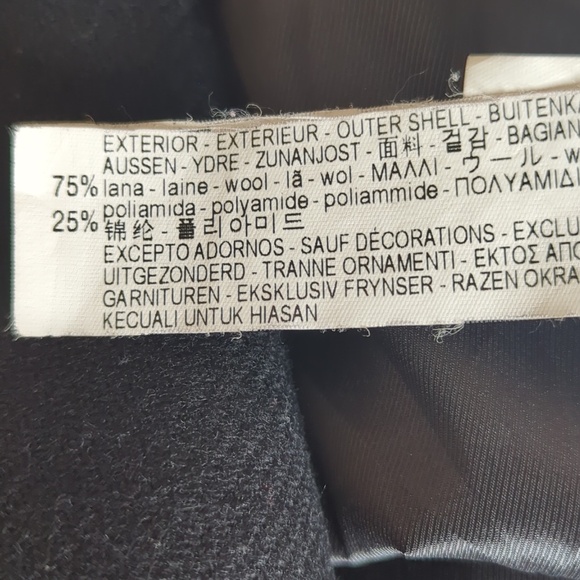 EXTERIOR - EXTÉRIEUR - OUTER SHELL - BUITENKA
AUSSEN - YDRE - ZUNANJOST - 面料 - 겉감 - BAGIAN
75% lana - laine - wool - lã - wol - ΜΑΛΛΙ - ウール - W
25% poliamida - polyamide - poliammide - ΠΟΛΥΑΜΙΔΙ
锦纶 - 폴리아미드
EXCEPTO ADORNOS - SAUF DÉCORATIONS - EXCLU
UITGEZONDERD - TRANNE ORNAMENTI - ΕΚΤΟΣ ΑΠΟ
GARNITUREN - EKSKLUSIV FRYNSER - RAZEN OKRA
KECUALI UNTUK HIASAN